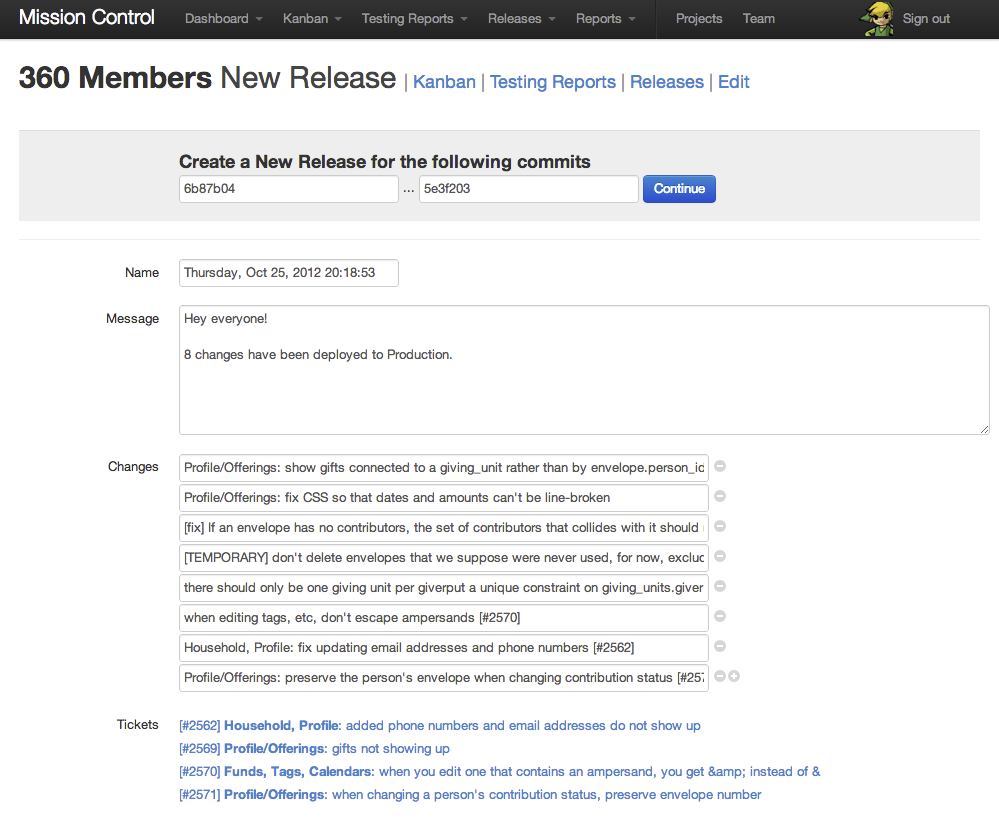 Mission Control Dashboard Kanban Testing Reports Releases Reports Projects Team Sign out
360 Members New Release | Kanban | Testing Reports | Releases | Edit
Create a New Release for the following commits
6b87b04 ... 5e3f203 Continue
Name Thursday, Oct 25, 2012 20:18:53
Message Hey everyone!
8 changes have been deployed to Production.
Changes Profile/Offerings: show gifts connected to a giving_unit rather than by envelope.person_id
Profile/Offerings: fix CSS so that dates and amounts can't be line-broken
[fix] If an envelope has no contributors, the set of contributors that collides with it should
[TEMPORARY] don't delete envelopes that we suppose were never used, for now, exclud
there should only be one giving unit per giverput a unique constraint on giving_units.giver
when editing tags, etc, don't escape ampersands [#2570]
Household, Profile: fix updating email addresses and phone numbers [#2562]
Profile/Offerings: preserve the person's envelope when changing contribution status [#257
Tickets [#2562] Household, Profile: added phone numbers and email addresses do not show up
[#2569] Profile/Offerings: gifts not showing up
[#2570] Funds, Tags, Calendars: when you edit one that contains an ampersand, you get &amp; instead of &
[#2571] Profile/Offerings: when changing a person's contribution status, preserve envelope number